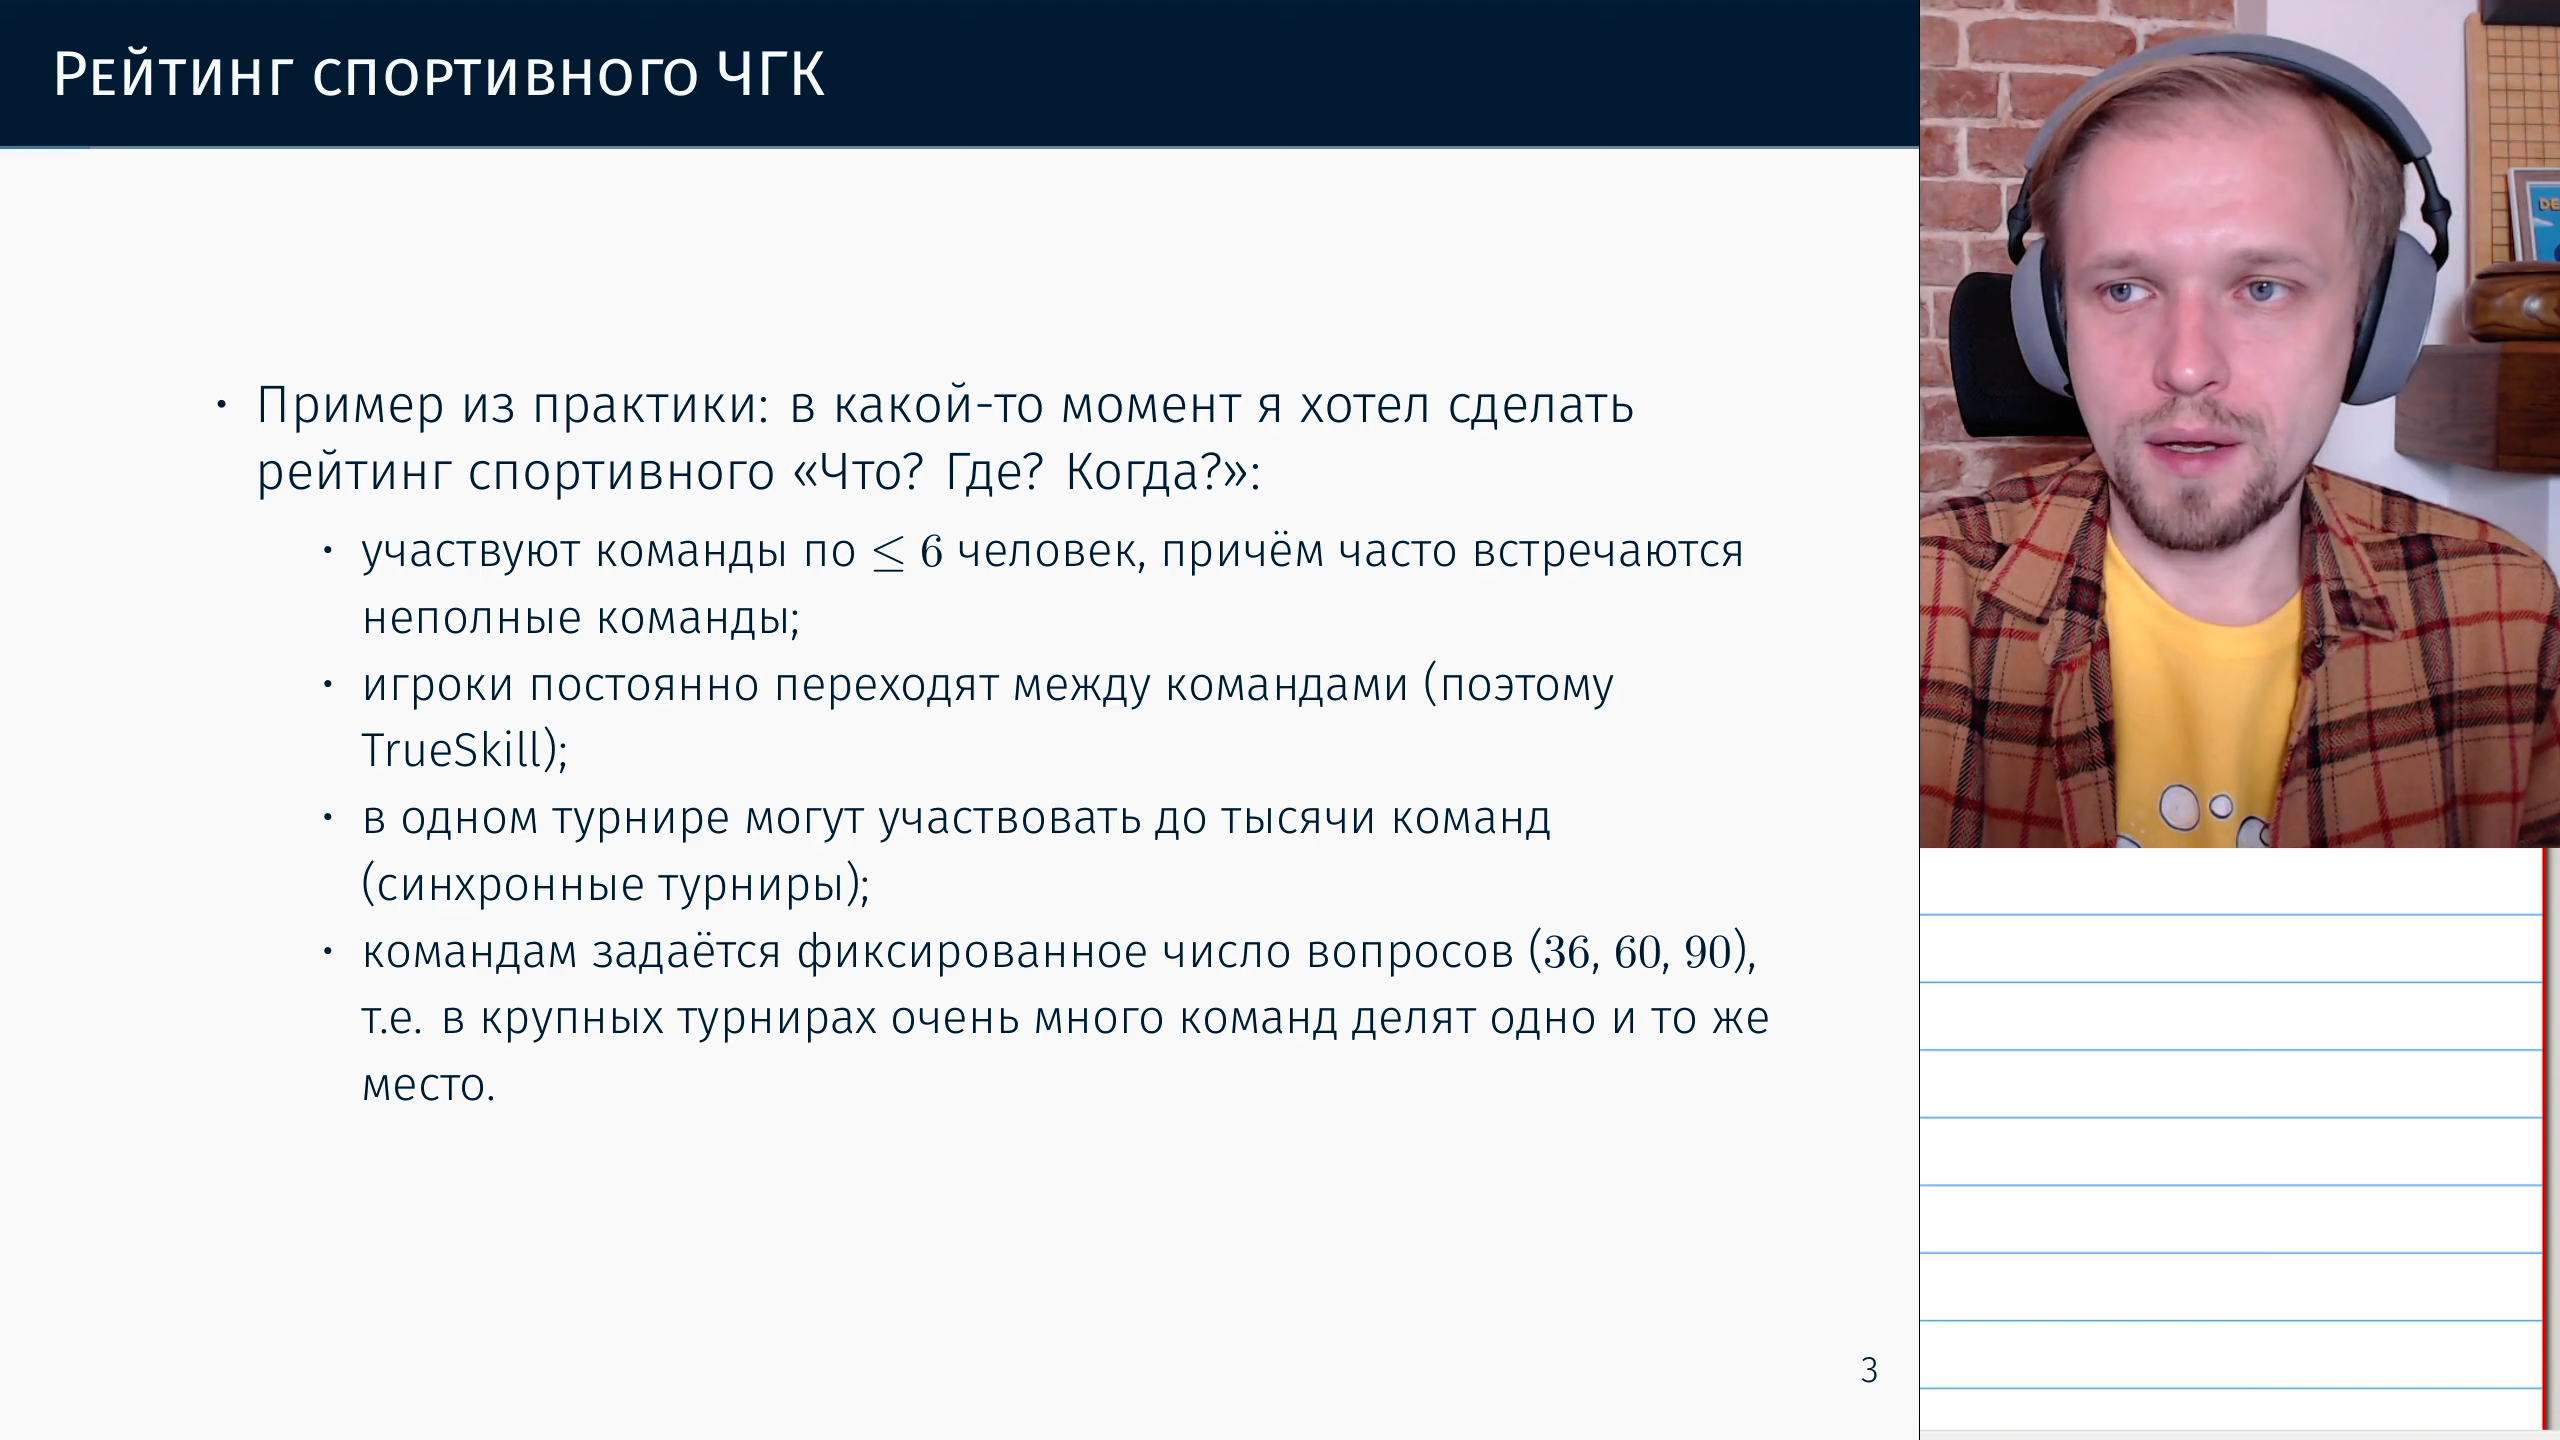 Рейтинг спортивного ЧГК
• Пример из практики: в какой-то момент я хотел сделать
рейтинг спортивного «Что? Где? Когда?»:
• участвуют команды по ≤ 6 человек, причём часто встречаются
неполные команды;
• игроки постоянно переходят между командами (поэтому
TrueSkill);
• в одном турнире могут участвовать до тысячи команд
(синхронные турниры);
• командам задаётся фиксированное число вопросов (36, 60, 90),
т.е. в крупных турнирах очень много команд делят одно и то же
место.
3
DE